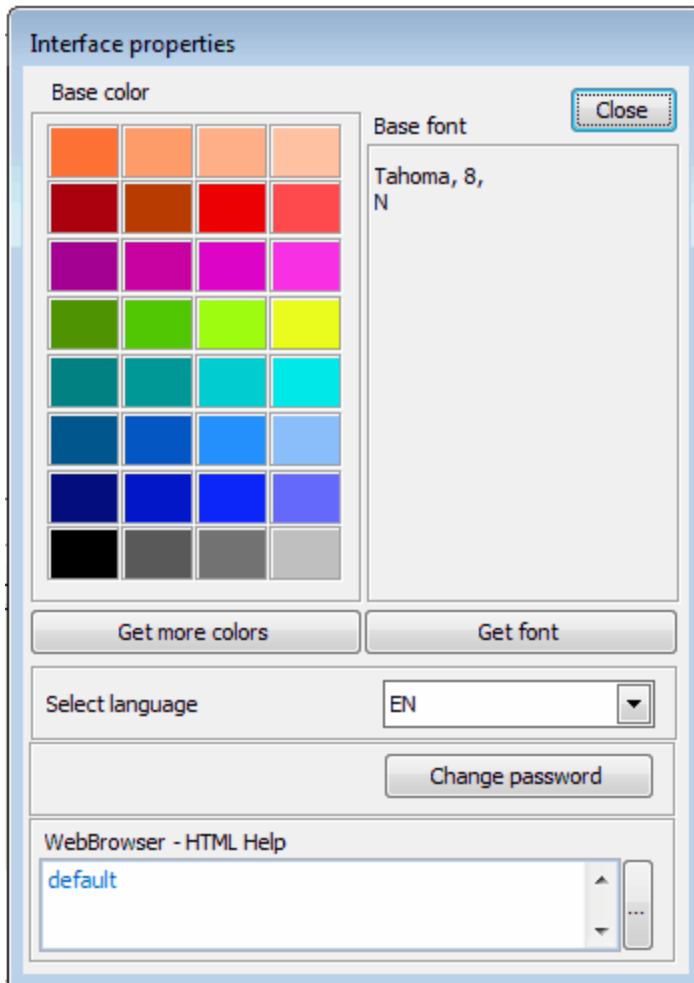 Interface properties
Base color
Close
Base font
Tahoma, 8,
N
Get more colors
Get font
Select language
EN
Change password
WebBrowser - HTML Help
default
...